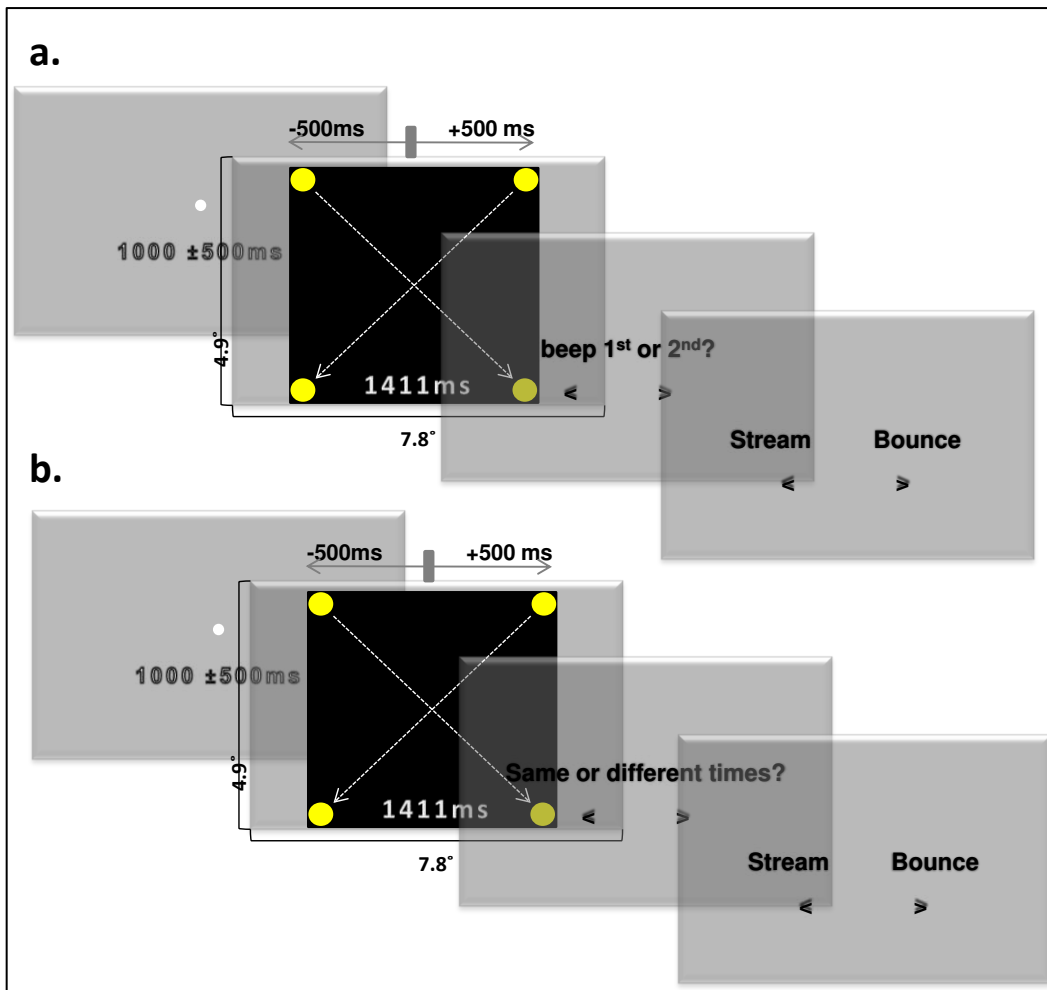 a.
-500ms +500 ms
1000 ±500ms
4.9°
beep 1st or 2nd?
< >
1411ms
7.8°
Stream Bounce
< >
b.
-500ms +500 ms
1000 ±500ms
4.9°
Same or different times?
< >
1411ms
7.8°
Stream Bounce
< >